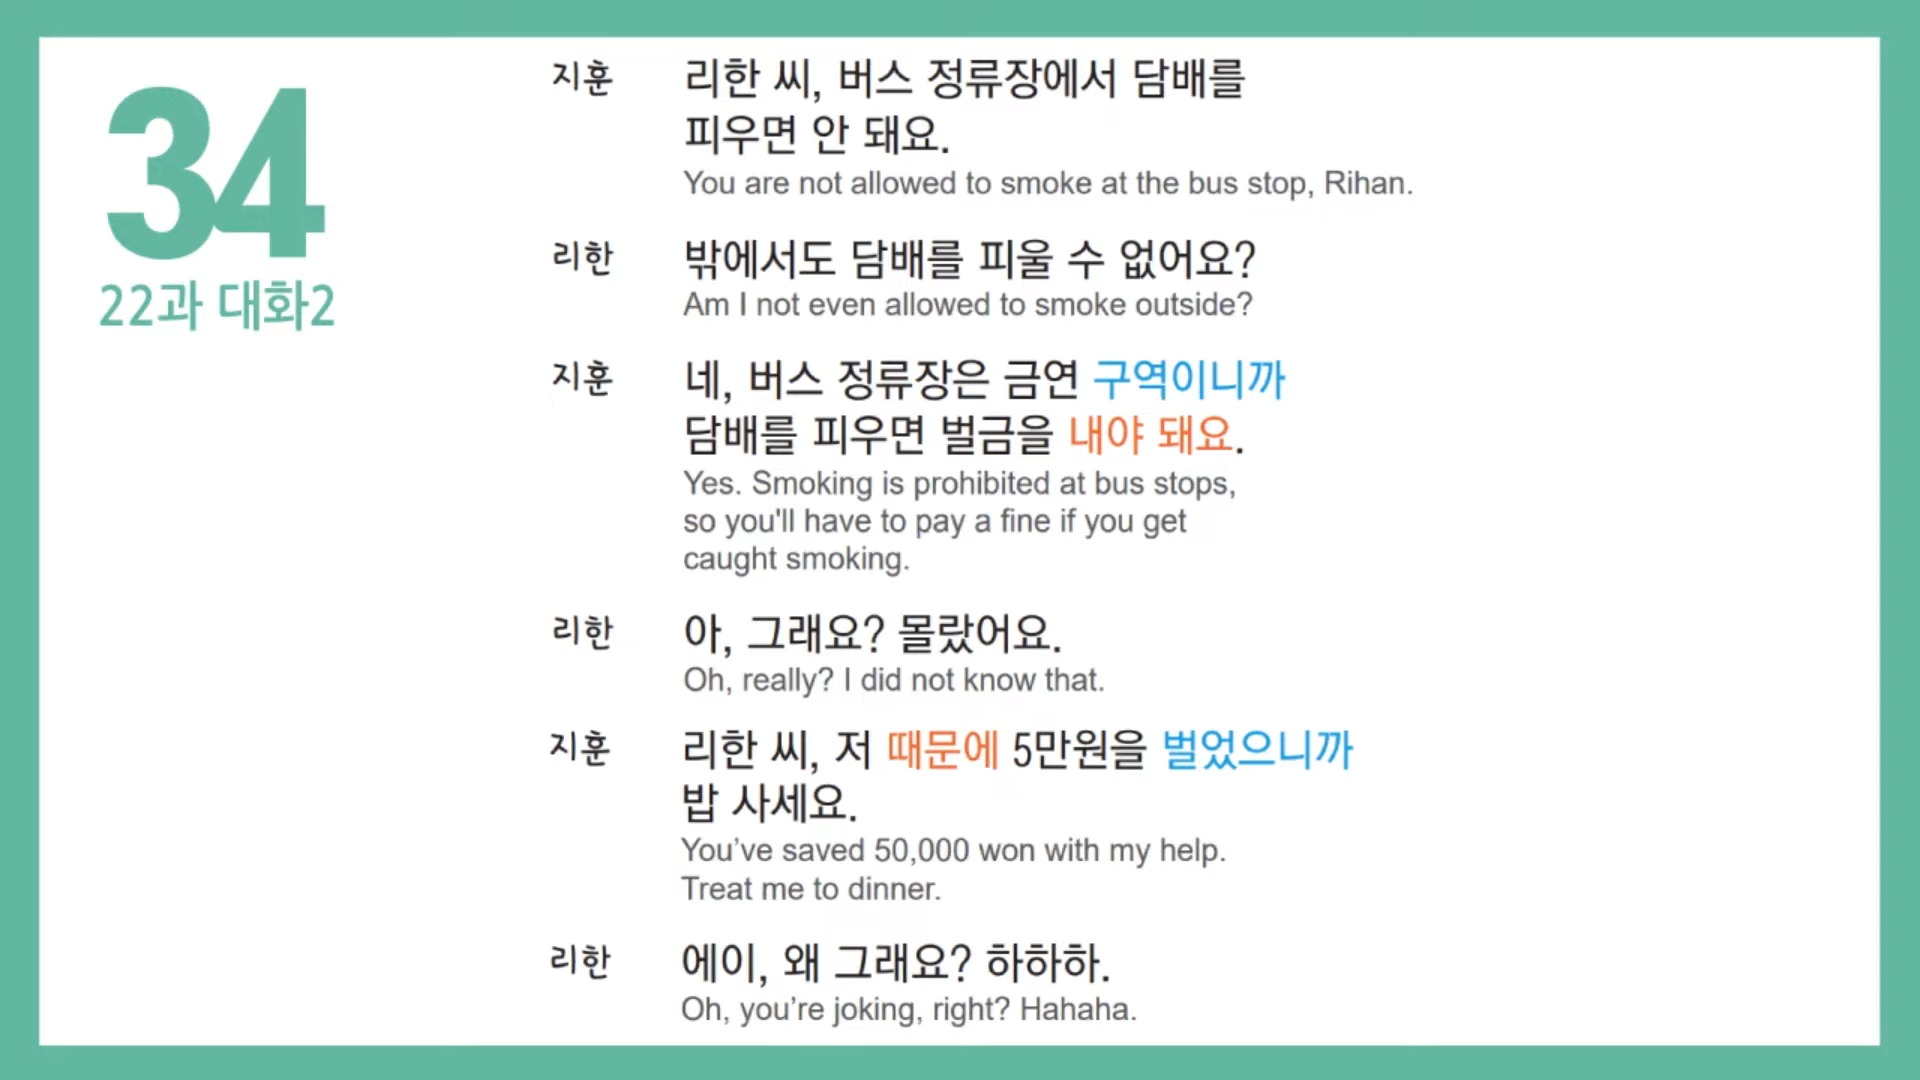 34
22과 대화2
지훈 리한 씨, 버스 정류장에서 담배를
피우면 안 돼요.
You are not allowed to smoke at the bus stop, Rihan.
리한 밖에서도 담배를 피울 수 없어요?
Am I not even allowed to smoke outside?
지훈 네, 버스 정류장은 금연 구역이니까
담배를 피우면 벌금을 내야 돼요.
Yes. Smoking is prohibited at bus stops,
so you'll have to pay a fine if you get
caught smoking.
리한 아, 그래요? 몰랐어요.
Oh, really? I did not know that.
지훈 리한 씨, 저 때문에 5만원을 벌었으니까
밥 사세요.
You’ve saved 50,000 won with my help.
Treat me to dinner.
리한 에이, 왜 그래요? 하하하.
Oh, you’re joking, right? Hahaha.